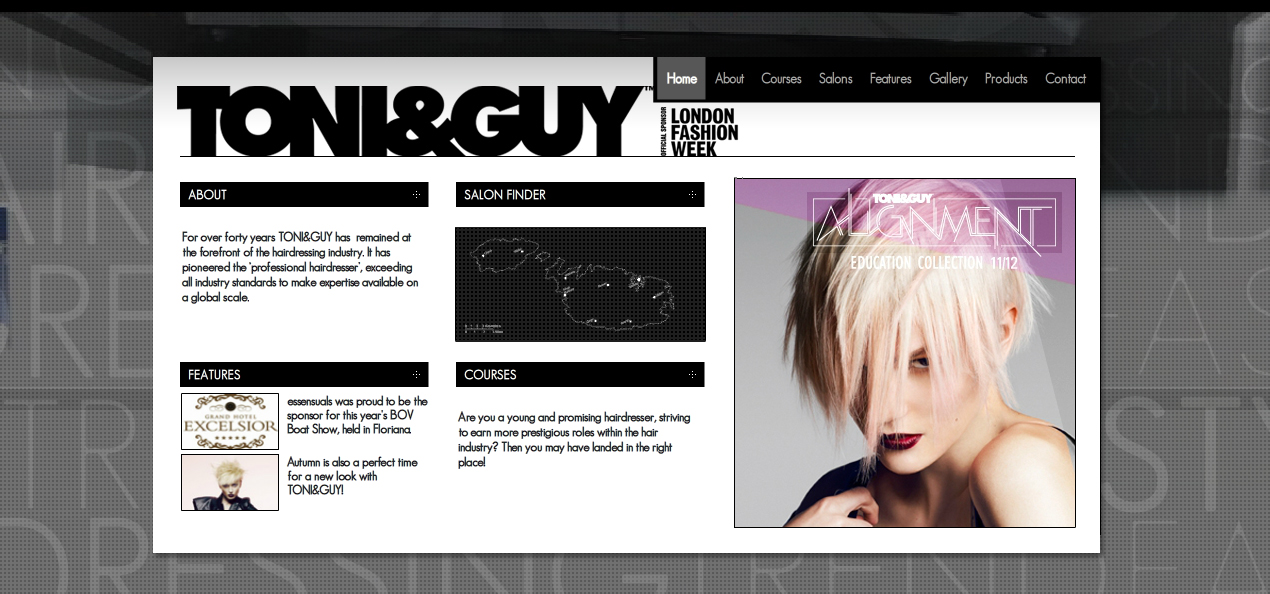 Home About Courses Salons Features Gallery Products Contact
TONI&GUY™
OFFICIAL SPONSOR
LONDON
FASHION
WEEK
ABOUT
For over forty years TONI&GUY has remained at
the forefront of the hairdressing industry. It has
pioneered the 'professional hairdresser', exceeding
all industry standards to make expertise available on
a global scale.
SALON FINDER
FEATURES
GRAND HOTEL
EXCELSIOR
essensuals was proud to be the
sponsor for this year's BOV
Boat Show, held in Floriana.
Autumn is also a perfect time
for a new look with
TONI&GUY!
COURSES
Are you a young and promising hairdresser, striving
to earn more prestigious roles within the hair
industry? Then you may have landed in the right
place!
TONI&GUY
ALIGNMENT
EDUCATION COLLECTION 11/12